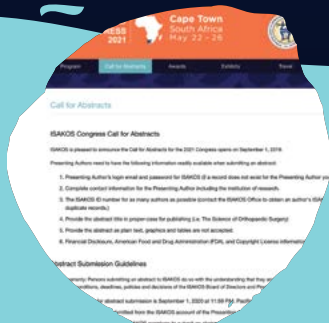 ESS
2021
Cape Town
South Africa
May 22 - 26
Program Call for Abstracts Awards Exhibits Travel
Call for Abstracts
ISAKOS Congress Call for Abstracts
ISAKOS is pleased to announce the Call for Abstracts for the 2021 Congress opens on September 1, 2019.
Presenting Authors need to have the following information readily available when submitting an abstract:
1. Presenting Author's login email and password for ISAKOS (if a record does not exist for the Presenting Author you
2. Complete contact information for the Presenting Author including the institution of research.
3. The ISAKOS ID number for as many authors as possible (contact the ISAKOS Office to obtain an author's ISAK
duplicate records.)
4. Provide the abstract title in proper-case for publishing (i.e. The Science of Orthopaedic Surgery)
5. Provide the abstract as plain text, graphics and tables are not accepted.
6. Financial Disclosure, American Food and Drug Administration (FDA), and Copyright License information
bstract Submission Guidelines
arranty: Persons submitting an abstract to ISAKOS do so with the understanding that they
onditions, deadlines, policies and decisions of the ISAKOS Board of Directors and
for abstract submission is September 1, 2020 at 11:59 PM, Pacific
mitted from the ISAKOS account of the Presenting